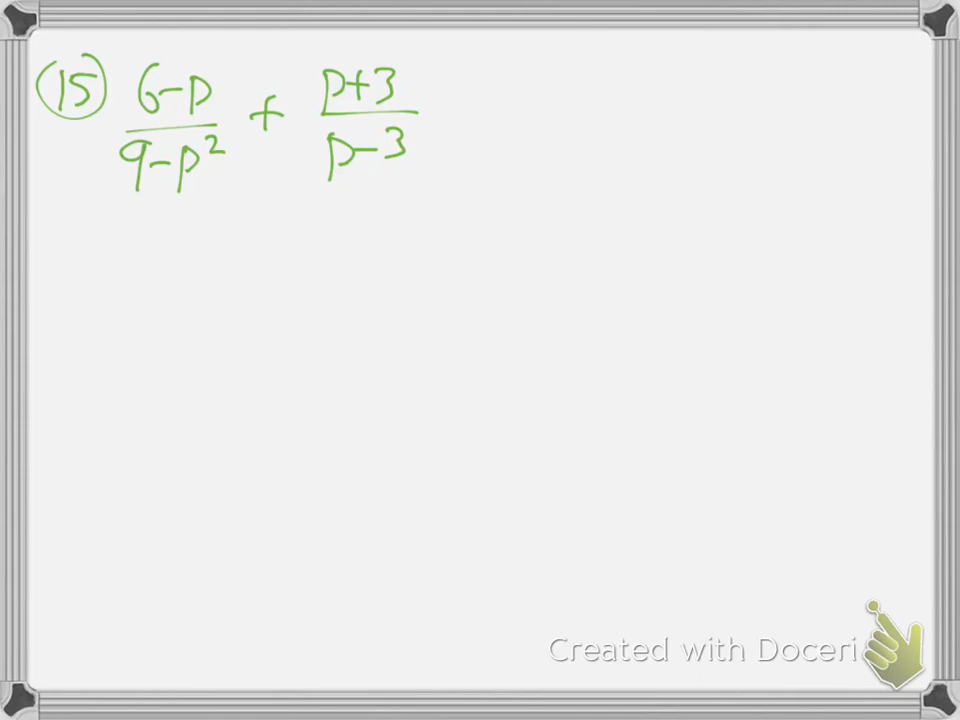 (15) 6-p + p+3
9-p² p-3
Created with Doceri